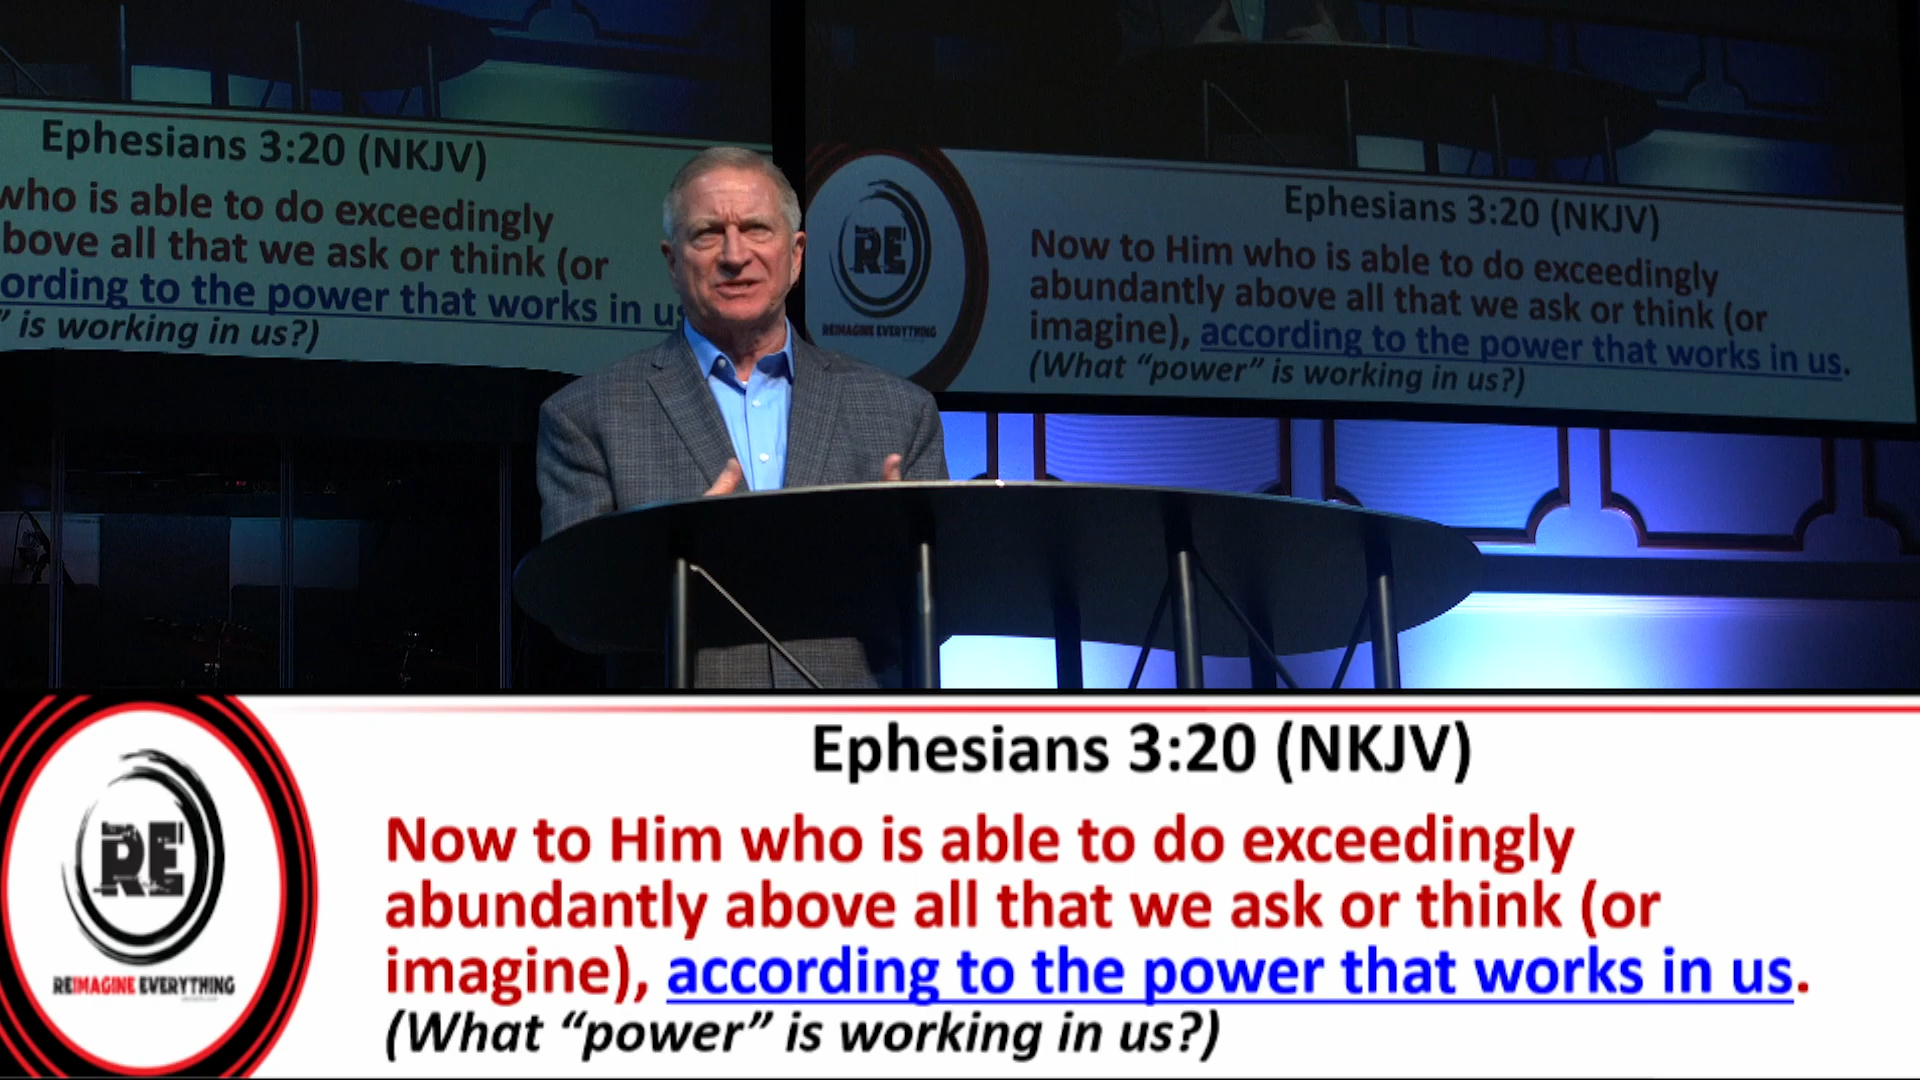 Ephesians 3:20 (NKJV)
who is able to do exceedingly
bove all that we ask or think (or
ording to the power that works in us
” is working in us?)
RE
REIMAGINE EVERYTHING
Ephesians 3:20 (NKJV)
Now to Him who is able to do exceedingly
abundantly above all that we ask or think (or
imagine), according to the power that works in us.
(What “power” is working in us?)
RE
REIMAGINE EVERYTHING
Ephesians 3:20 (NKJV)
Now to Him who is able to do exceedingly
abundantly above all that we ask or think (or
imagine), according to the power that works in us.
(What “power” is working in us?)